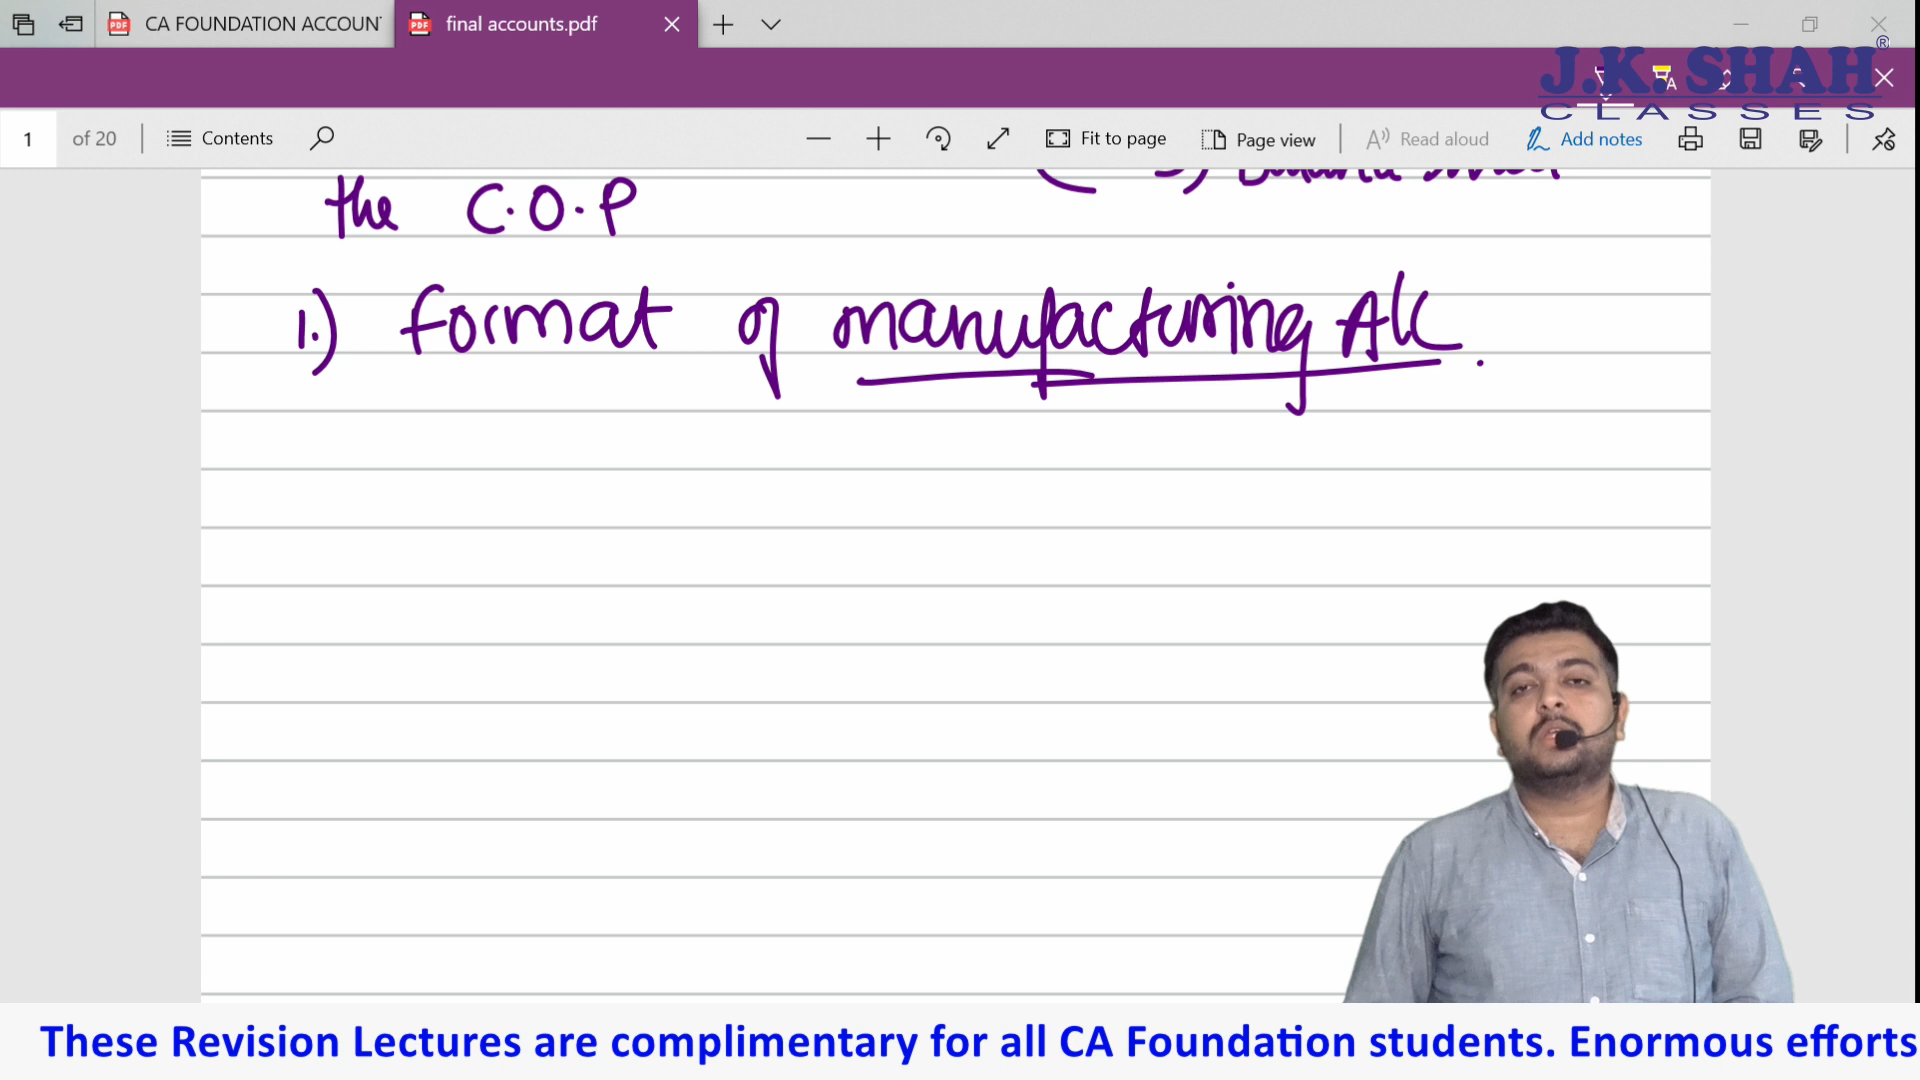 CA FOUNDATION ACCOUN
final accounts.pdf
J.K. SHAH®
CLASSES
1 of 20 Contents Fit to page Page view Read aloud Add notes
the C.O.P
1.) format of manufacturing A/c.
These Revision Lectures are complimentary for all CA Foundation students. Enormous efforts